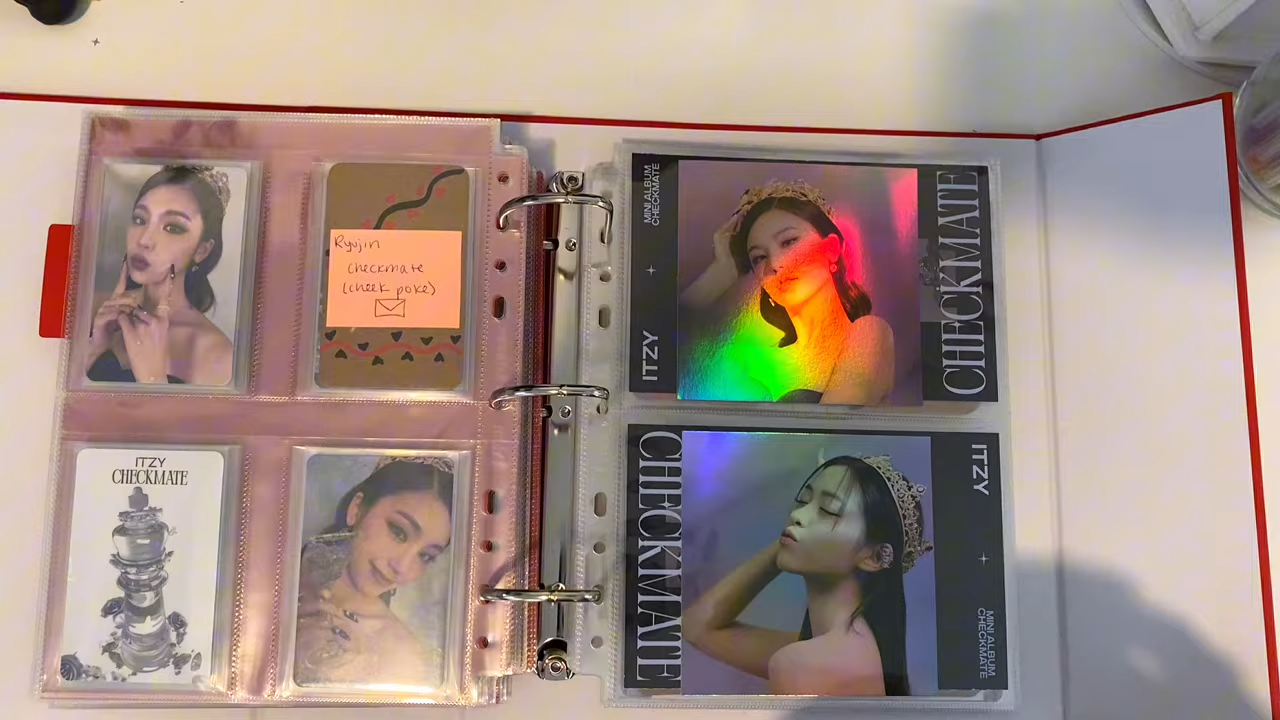 Ryujin
checkmate
(cheek poke)
ITZY
CHECKMATE
MINI ALBUM
CHECKMATE
ITZY
CHECKMATE
CHECKMATE
ITZY
MINI ALBUM
CHECKMATE